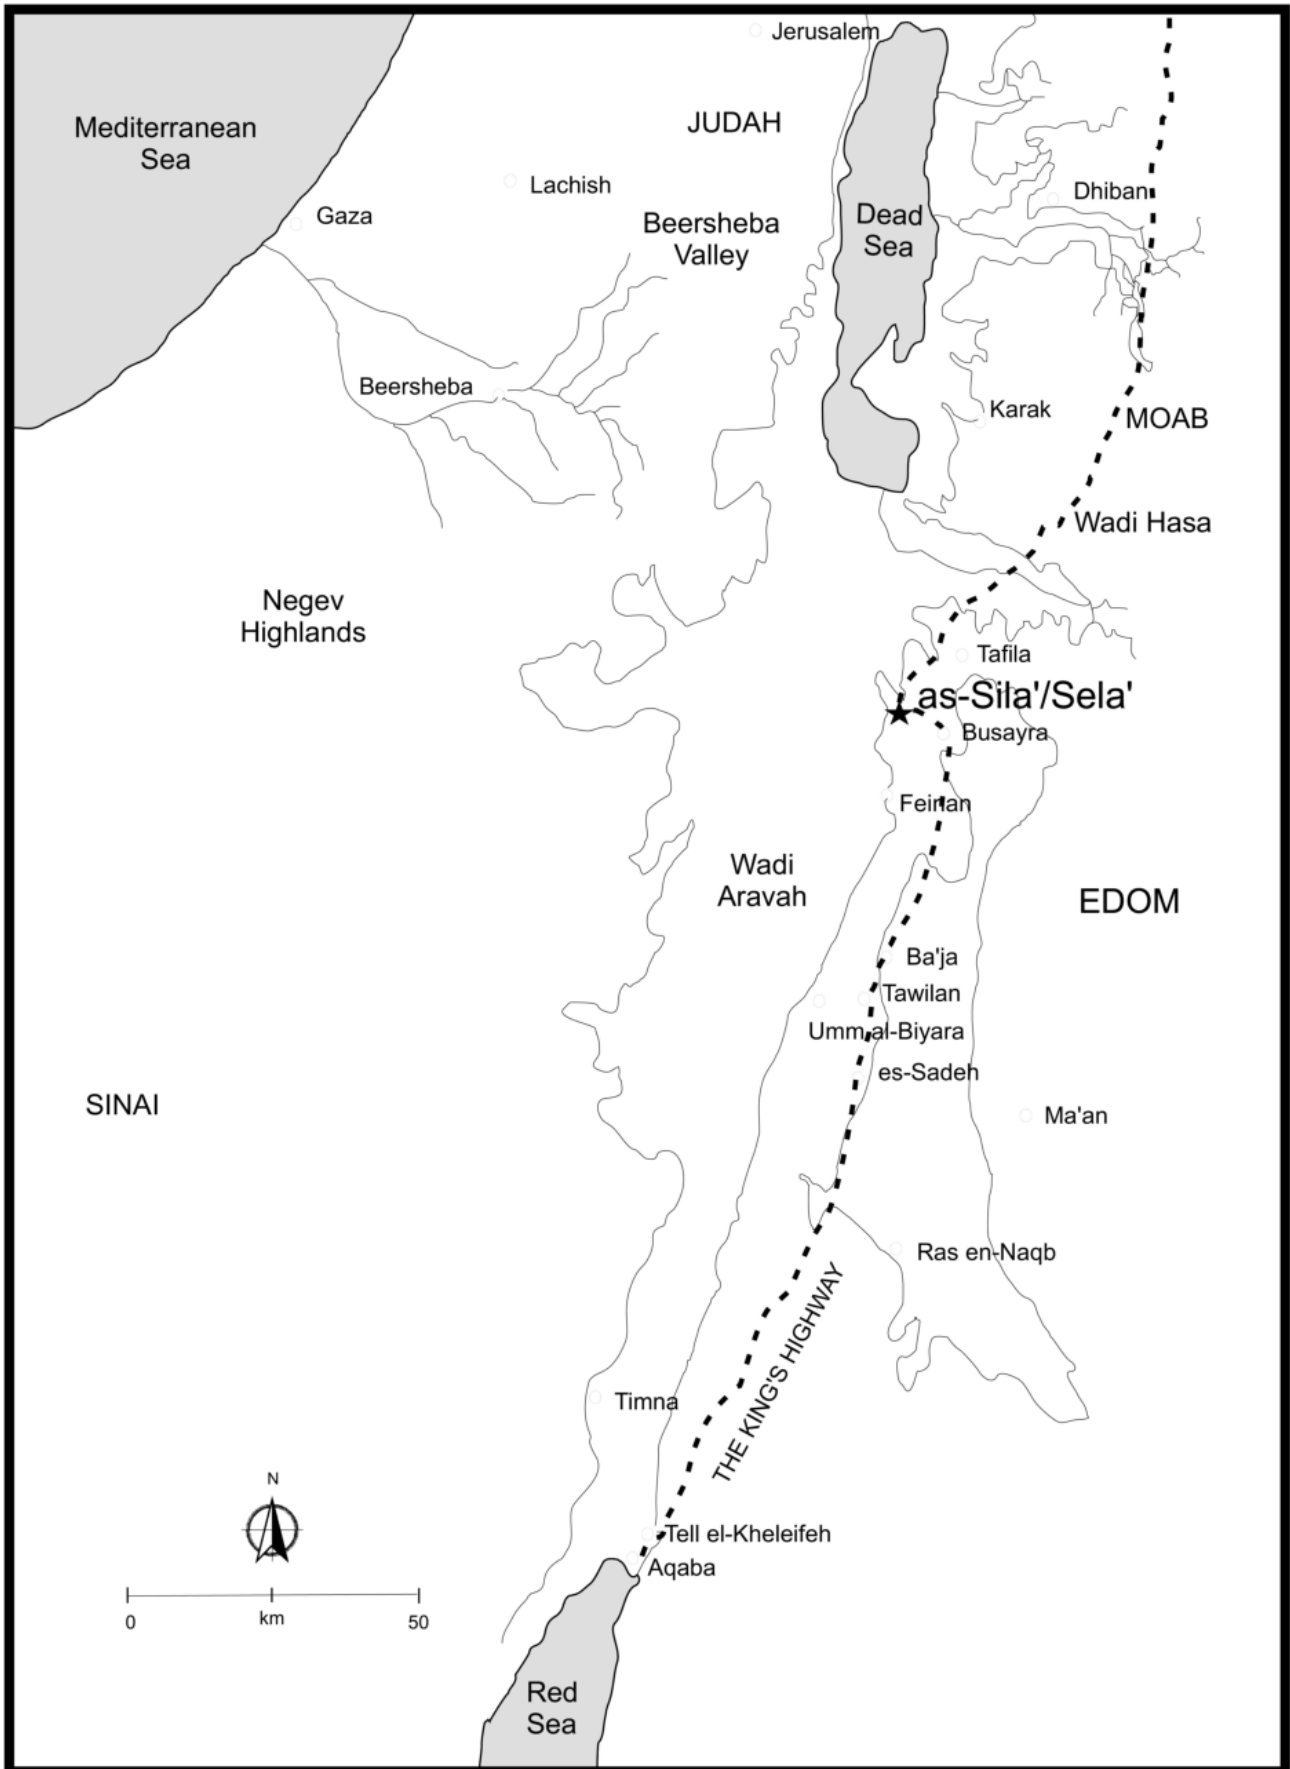 Jerusalem
Mediterranean
Sea
JUDAH
Lachish
Dhiban
Gaza
Beersheba
Valley
Dead
Sea
Beersheba
Karak
MOAB
Wadi Hasa
Negev
Highlands
Tafila
as-Sila'/Sela'
Busayra
Feinan
Wadi
Aravah
EDOM
Ba'ja
Tawilan
Umm al-Biyara
es-Sadeh
SINAI
Ma'an
Ras en-Naqb
THE KING'S HIGHWAY
Timna
N
Tell el-Kheleifeh
Aqaba
0
km
50
Red
Sea